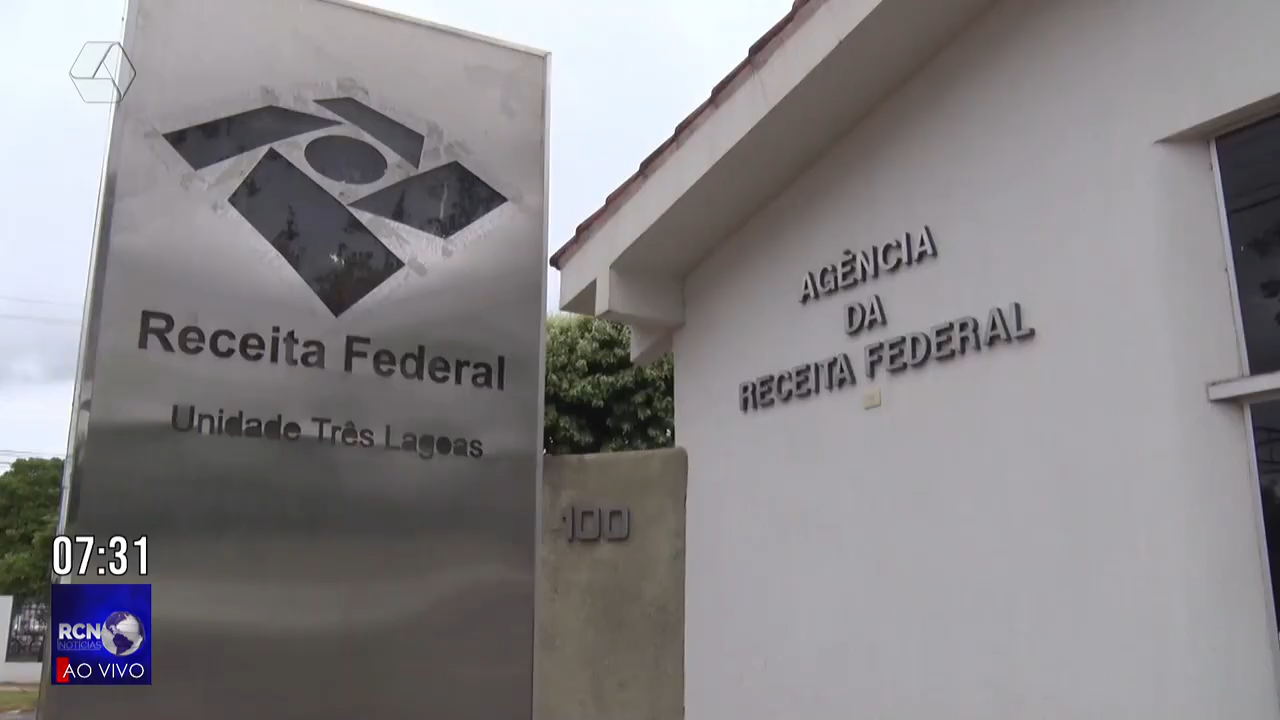 Receita Federal
Unidade Três Lagoas
AGÊNCIA
DA
RECEITA FEDERAL
100
07:31
RCN
NOTÍCIAS
AO VIVO